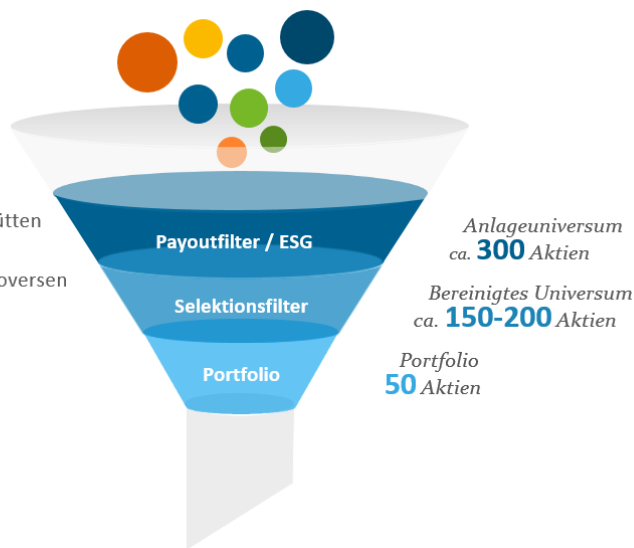 Payoutfilter / ESG
Selektionsfilter
Portfolio
Anlageuniversum
ca. 300 Aktien
Bereinigtes Universum
ca. 150-200 Aktien
Portfolio
50 Aktien